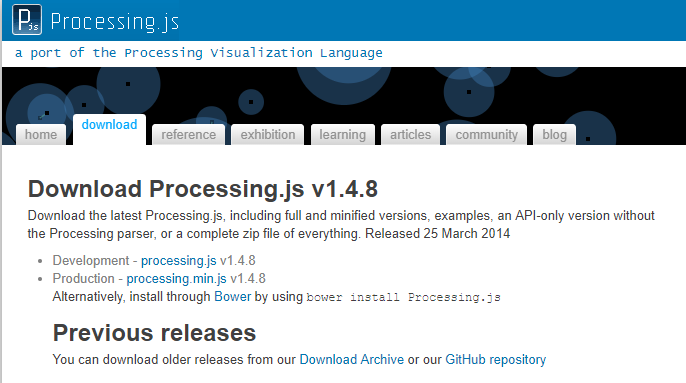 Pjs Processing.js
a port of the Processing Visualization Language
home download reference exhibition learning articles community blog
Download Processing.js v1.4.8
Download the latest Processing.js, including full and minified versions, examples, an API-only version without
the Processing parser, or a complete zip file of everything. Released 25 March 2014
Development - processing.js v1.4.8
Production - processing.min.js v1.4.8
Alternatively, install through Bower by using bower install Processing.js
Previous releases
You can download older releases from our Download Archive or our GitHub repository